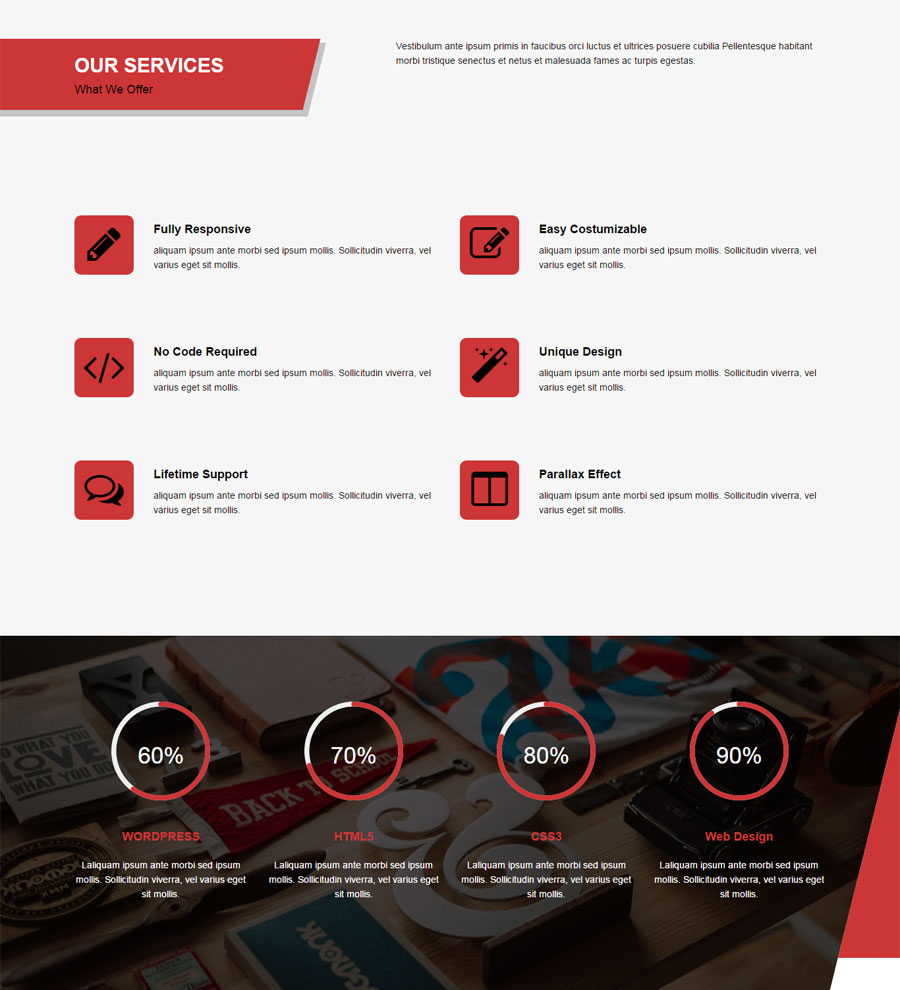 OUR SERVICES
What We Offer
Vestibulum ante ipsum primis in faucibus orci luctus et ultrices posuere cubilia Pellentesque habitant
morbi tristique senectus et netus et malesuada fames ac turpis egestas.
Fully Responsive
aliquam ipsum ante morbi sed ipsum mollis. Sollicitudin viverra, vel
varius eget sit mollis.
Easy Costumizable
aliquam ipsum ante morbi sed ipsum mollis. Sollicitudin viverra, vel
varius eget sit mollis.
No Code Required
aliquam ipsum ante morbi sed ipsum mollis. Sollicitudin viverra, vel
varius eget sit mollis.
Unique Design
aliquam ipsum ante morbi sed ipsum mollis. Sollicitudin viverra, vel
varius eget sit mollis.
Lifetime Support
aliquam ipsum ante morbi sed ipsum mollis. Sollicitudin viverra, vel
varius eget sit mollis.
Parallax Effect
aliquam ipsum ante morbi sed ipsum mollis. Sollicitudin viverra, vel
varius eget sit mollis.
60%
WORDPRESS
Laliquam ipsum ante morbi sed ipsum
mollis. Sollicitudin viverra, vel varius eget
sit mollis.
70%
HTML5
Laliquam ipsum ante morbi sed ipsum
mollis. Sollicitudin viverra, vel varius eget
sit mollis.
80%
CSS3
Laliquam ipsum ante morbi sed ipsum
mollis. Sollicitudin viverra, vel varius eget
sit mollis.
90%
Web Design
Laliquam ipsum ante morbi sed ipsum
mollis. Sollicitudin viverra, vel varius eget
sit mollis.
WHAT YOU
LOVE
WHAT YOU DO
BACK TO SCHOOL